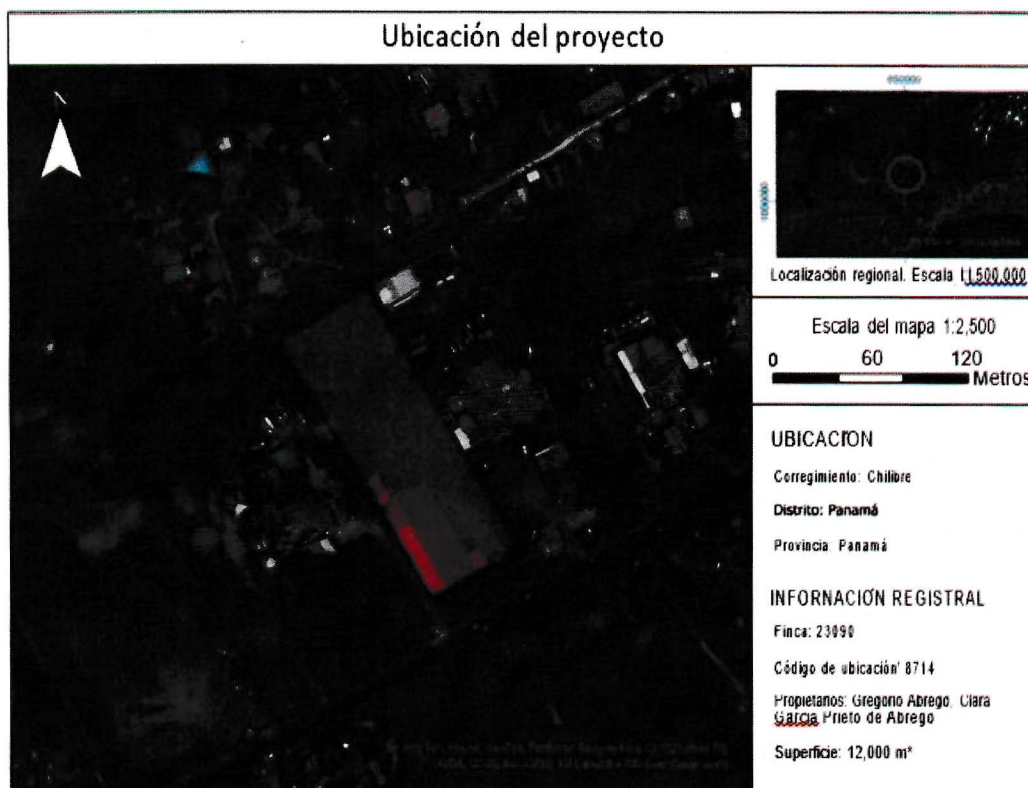 Ubicación del proyecto
Localización regional. Escala 1:1,500,000
Escala del mapa 1:2,500
0 60 120
Metros
UBICACION
Corregimiento: Chilibre
Distrito: Panamá
Provincia: Panamá
INFORNACIÓN REGISTRAL
Finca: 23090
Código de ubicación' 8714
Propietarios: Gregorio Abrego, Clara
García Prieto de Abrego
Superficie: 12,000 m²